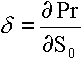 δ = ∂ Pr / ∂S₀